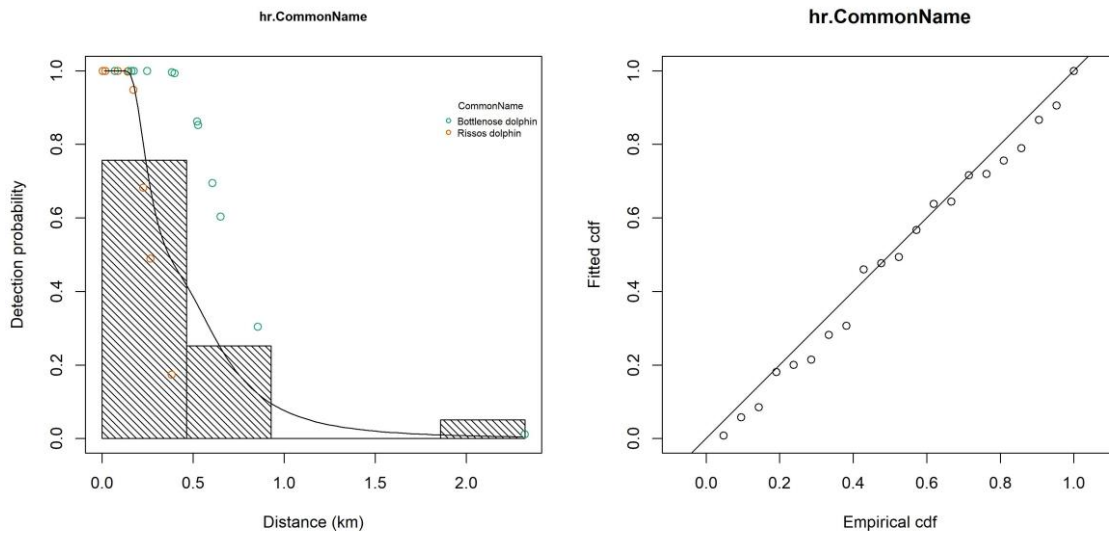 hr.CommonName
Detection probability
1.0
0.8
0.6
0.4
0.2
0.0
CommonName
Bottlenose dolphin
Rissos dolphin
0.0 0.5 1.0 1.5 2.0
Distance (km)
hr.CommonName
Fitted cdf
1.0
0.8
0.6
0.4
0.2
0.0
0.0 0.2 0.4 0.6 0.8 1.0
Empirical cdf